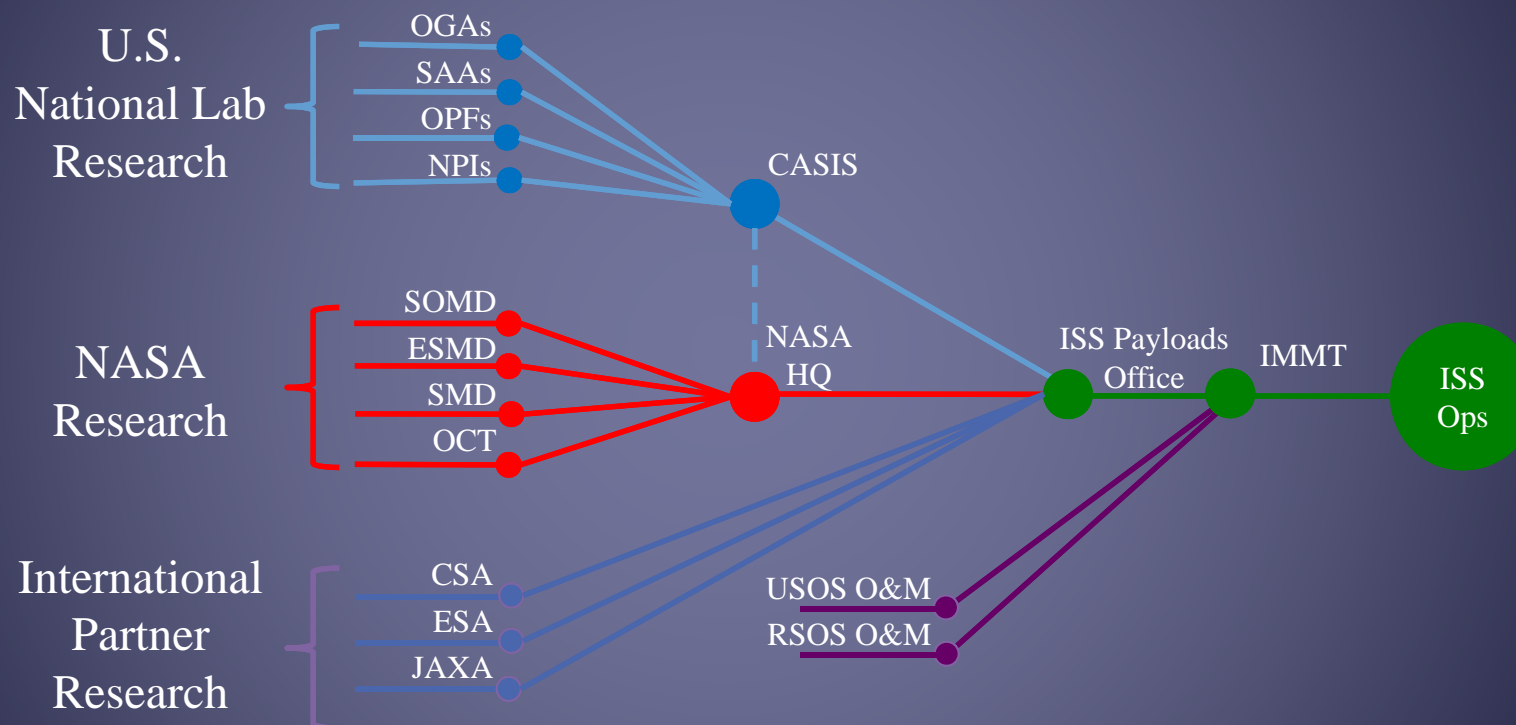 U.S.
National Lab
Research
OGAs
SAAs
OPFs
NPIs
CASIS
NASA
Research
SOMD
ESMD
SMD
OCT
NASA
HQ
ISS Payloads
Office
IMMT
ISS
Ops
International
Partner
Research
CSA
ESA
JAXA
USOS O&M
RSOS O&M